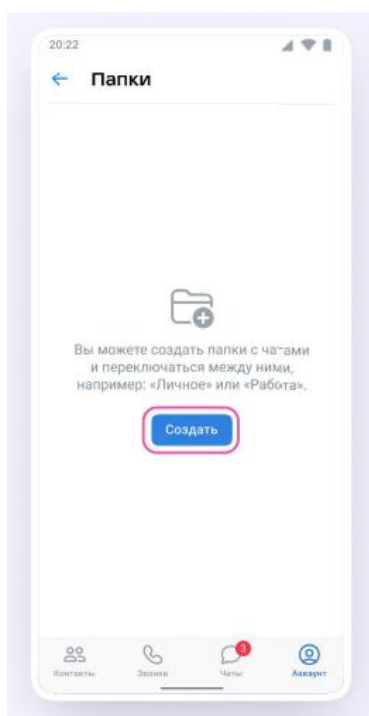 20:22
Папки
Вы можете создать папки с чатами
и переключаться между ними,
например: «Личное» или «Работа».
Создать
3
Контакты
Звонки
Чаты
Аккаунт